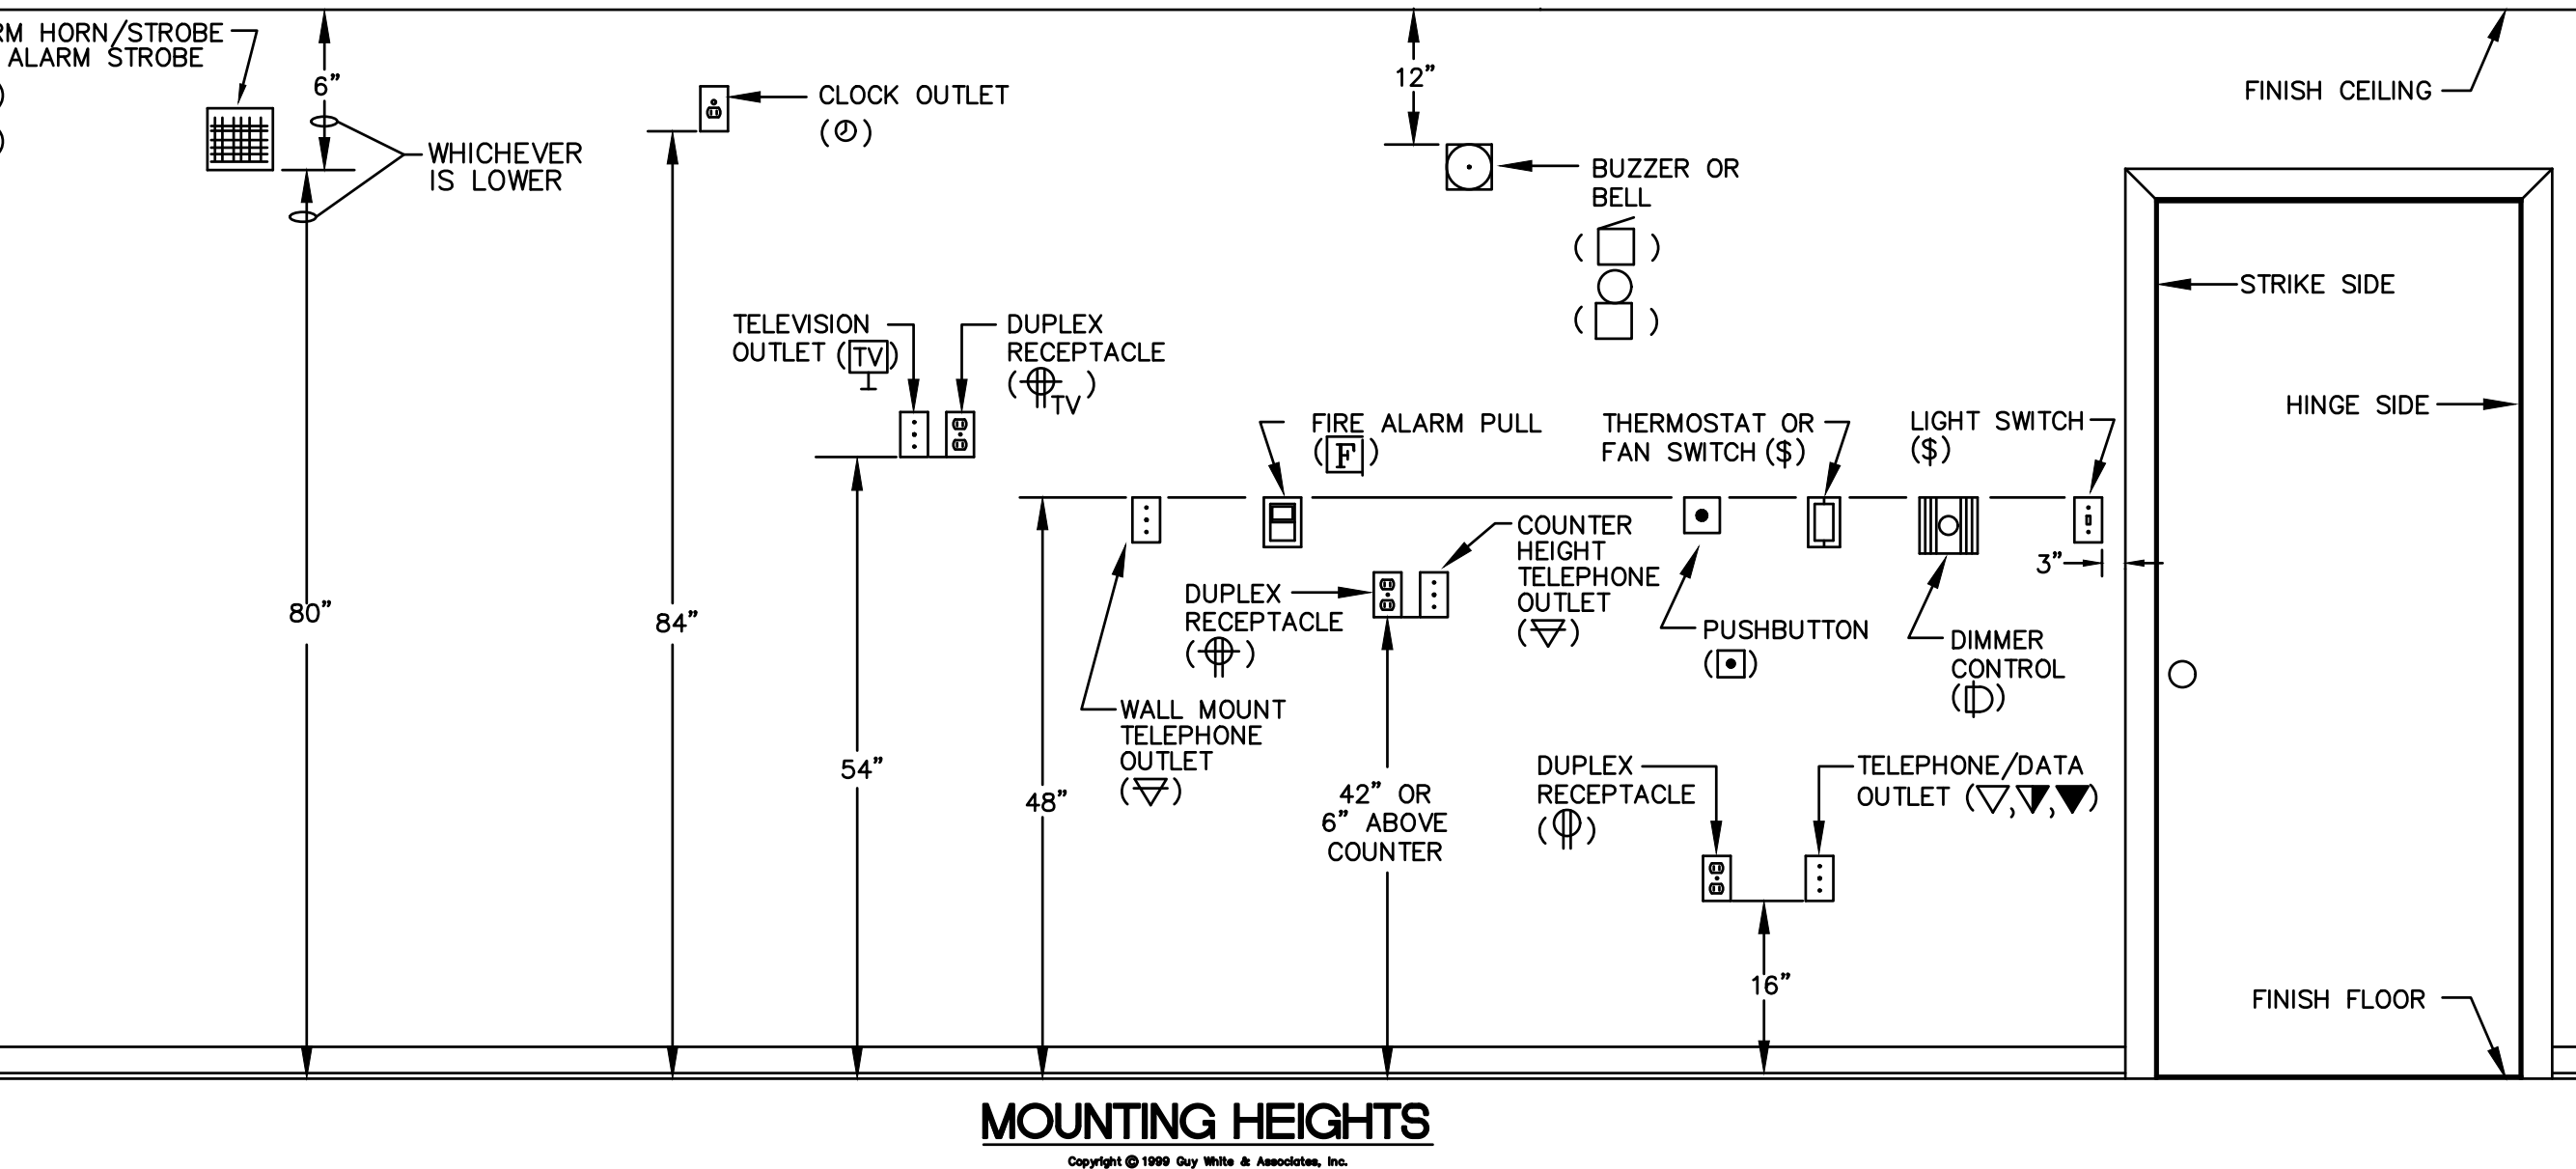 HORN/STROBE
ALARM STROBE
6”
WHICHEVER
IS LOWER
80”
CLOCK OUTLET
84”
TELEVISION
OUTLET (TV)
DUPLEX
RECEPTACLE
( TV )
54”
48”
12”
BUZZER OR
BELL
FIRE ALARM PULL
(F)
THERMOSTAT OR
FAN SWITCH ($)
LIGHT SWITCH
($)
3”
WALL MOUNT
TELEPHONE
OUTLET
DUPLEX
RECEPTACLE
COUNTER
HEIGHT
TELEPHONE
OUTLET
42” OR
6” ABOVE
COUNTER
PUSHBUTTON
DIMMER
CONTROL
(D)
DUPLEX
RECEPTACLE
TELEPHONE/DATA
OUTLET ( , , )
16”
FINISH CEILING
STRIKE SIDE
HINGE SIDE
FINISH FLOOR
MOUNTING HEIGHTS
Copyright © 1999 Guy White & Associates, Inc.